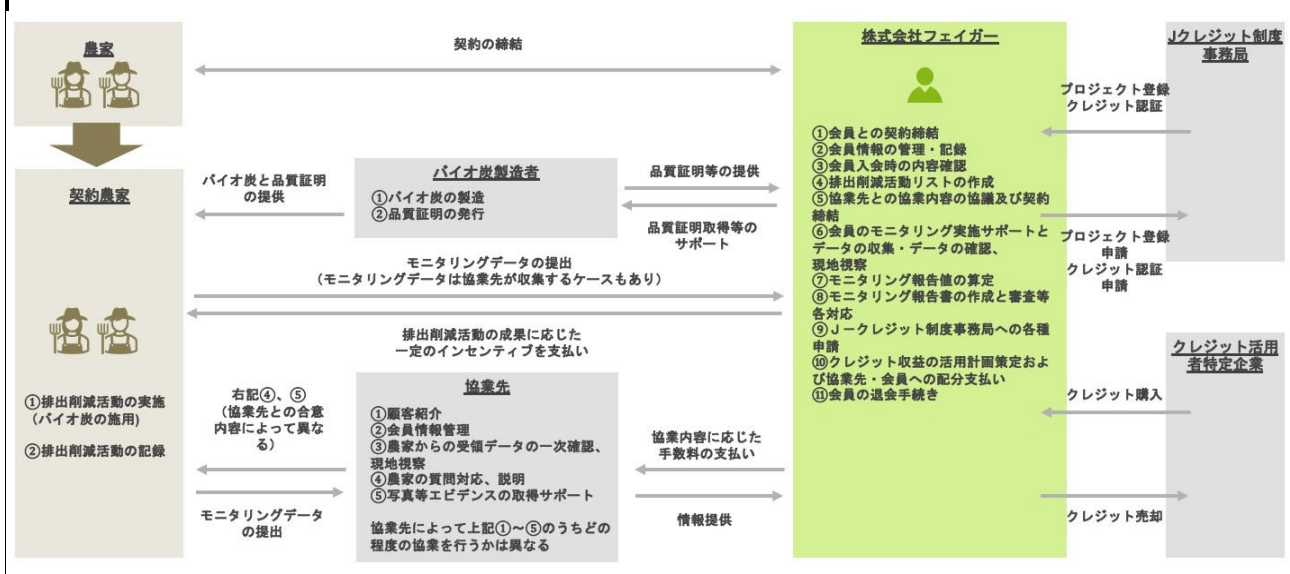 農家
契約の締結
株式会社フェイガー
Jクレジット制度
事務局
プロジェクト登録
クレジット認証
①会員との契約締結
②会員情報の管理・記録
③会員入会時の内容確認
④排出削減活動リストの作成
⑤協業先との協業内容の協議及び契約
締結
⑥会員のモニタリング実施サポートと
データの収集・データの確認、
現地視察
⑦モニタリング報告値の算定
⑧モニタリング報告書の作成と審査等
各対応
⑨Jークレジット制度事務局への各種
申請
⑩クレジット収益の活用計画策定およ
び協業先・会員への配分支払い
⑪会員の退会手続き
プロジェクト登録
申請
クレジット認証
申請
契約農家
バイオ炭と品質証明
の提供
バイオ炭製造者
①バイオ炭の製造
②品質証明の発行
品質証明等の提供
品質証明取得等の
サポート
モニタリングデータの提出
(モニタリングデータは協業先が収集するケースもあり)
排出削減活動の成果に応じた
一定のインセンティブを支払い
①排出削減活動の実施
(バイオ炭の施用)
②排出削減活動の記録
右記④、⑤
(協業先との合意
内容によって異な
る)
モニタリングデータ
の提出
協業先
①顧客紹介
②会員情報管理
③農家からの受領データの一次確認、
現地視察
④農家の質問対応、説明
⑤写真等エビデンスの取得サポート
協業先によって上記①～⑤のうちどの
程度の協業を行うかは異なる
協業内容に応じた
手数料の支払い
情報提供
クレジット活用
者特定企業
クレジット購入
クレジット売却